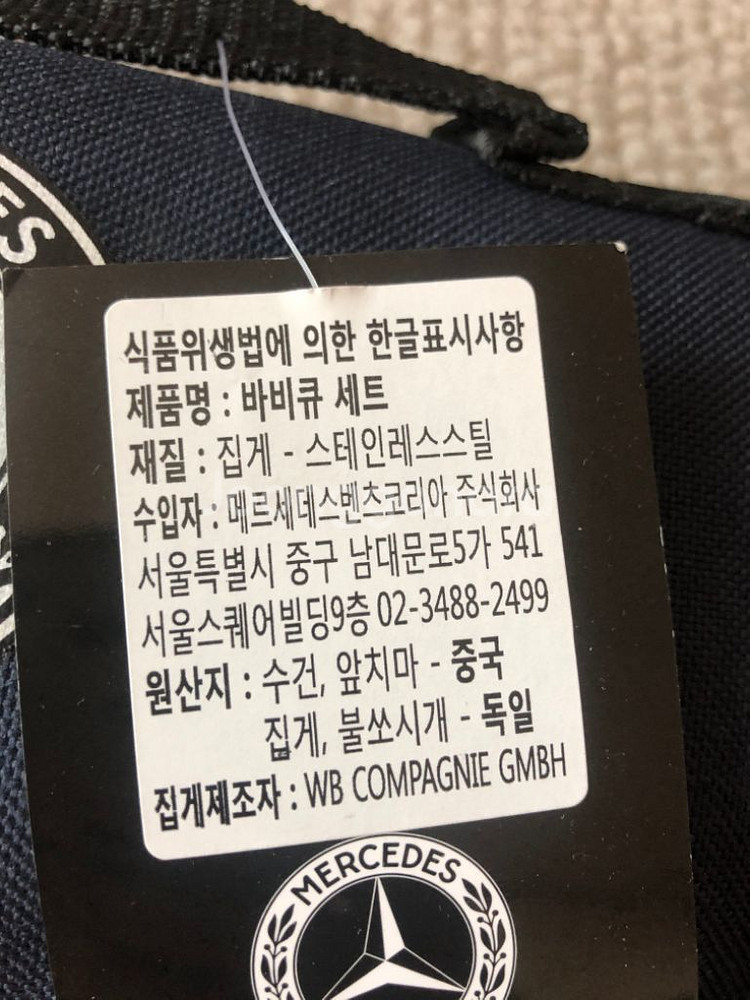 ES
식품위생법에 의한 한글표시사항
제품명 : 바비큐 세트
재질 : 집게 - 스테인레스스틸
수입자 : 메르세데스벤츠코리아 주식회사
서울특별시 중구 남대문로5가 541
서울스퀘어빌딩9층 02-3488-2499
원산지 : 수건, 앞치마 - 중국
집게, 불쏘시개 - 독일
집게제조자 : WB COMPAGNIE GMBH
MERCEDES